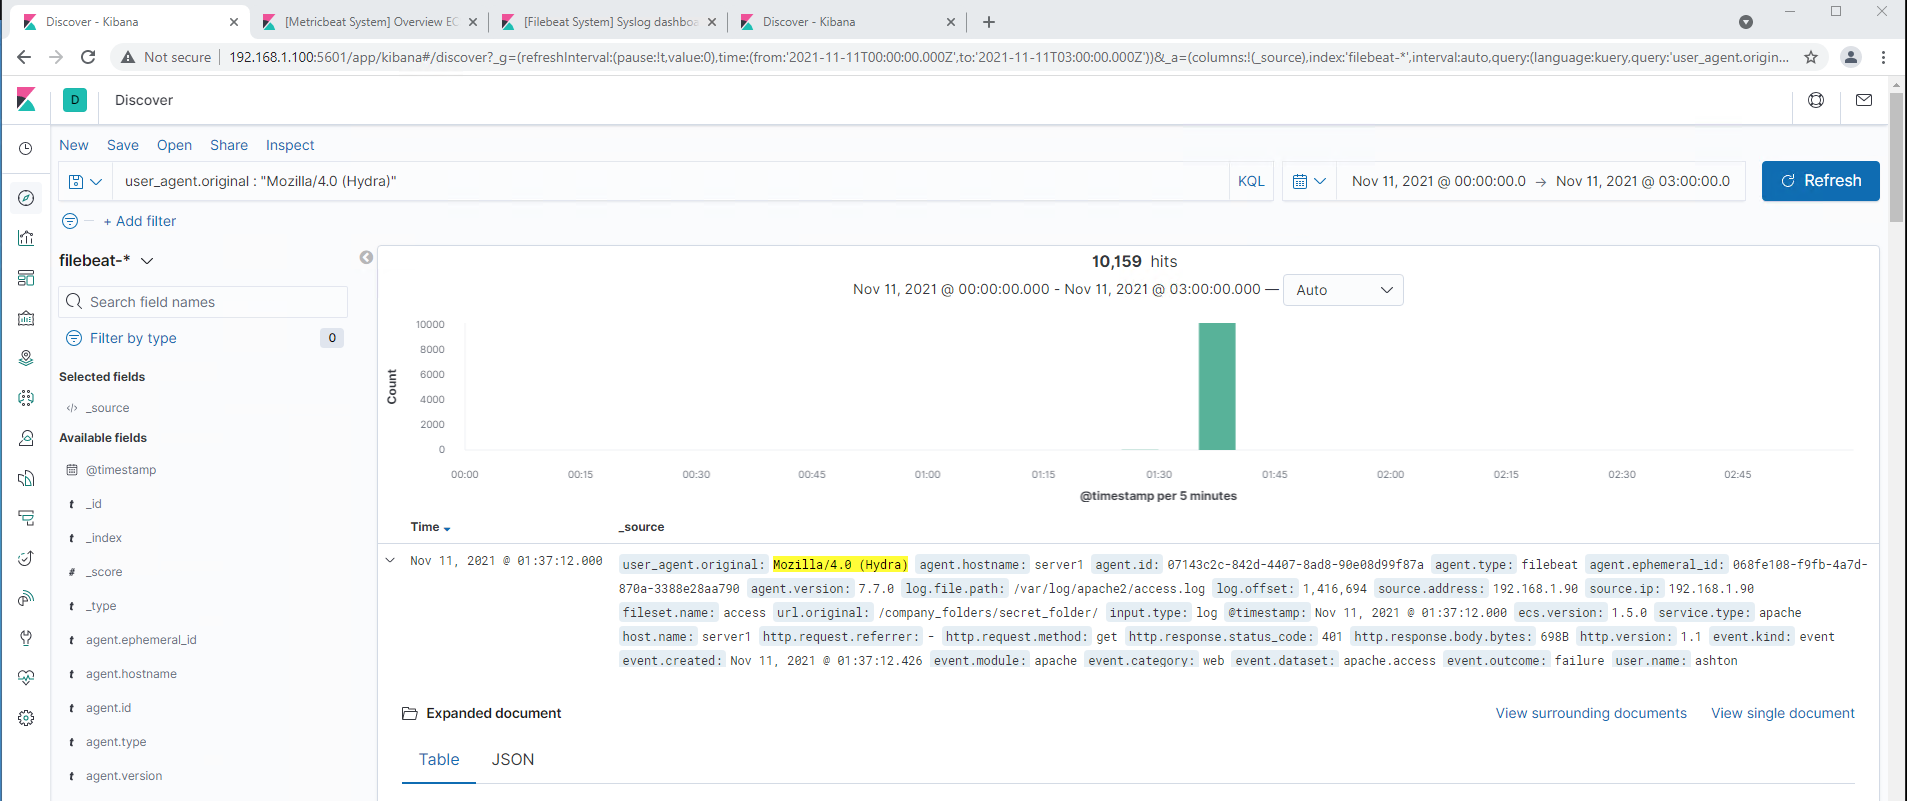 Discover - Kibana
[Metricbeat System] Overview EC
[Filebeat System] Syslog dashboa
Discover - Kibana
Not secure
192.168.1.100:5601/app/kibana#/discover?_g=(refreshInterval:(pause:!t,value:0),time:(from:'2021-11-11T00:00:00.000Z',to:'2021-11-11T03:00:00.000Z'))&_a=(columns:!(_source),index:'filebeat-*',interval:auto,query:(language:kuery,query:'user_agent.origin...
D
Discover
New Save Open Share Inspect
user_agent.original : "Mozilla/4.0 (Hydra)"
KQL
Nov 11, 2021 @ 00:00:00.0 → Nov 11, 2021 @ 03:00:00.0
Refresh
+ Add filter
filebeat-*
Search field names
Filter by type 0
Selected fields
_source
Available fields
@timestamp
t _id
t _index
# _score
t _type
t agent.ephemeral_id
t agent.hostname
t agent.id
t agent.type
t agent.version
10,159 hits
Nov 11, 2021 @ 00:00:00.000 - Nov 11, 2021 @ 03:00:00.000 — Auto
Count
10000
8000
6000
4000
2000
0
00:00 00:15 00:30 00:45 01:00 01:15 01:30 01:45 02:00 02:15 02:30 02:45
@timestamp per 5 minutes
Time _source
Nov 11, 2021 @ 01:37:12.000
user_agent.original: Mozilla/4.0 (Hydra) agent.hostname: server1 agent.id: 07143c2c-842d-4407-8ad8-90e08d99f87a agent.type: filebeat agent.ephemeral_id: 068fe108-f9fb-4a7d-
870a-3388e28aa790 agent.version: 7.7.0 log.file.path: /var/log/apache2/access.log log.offset: 1,416,694 source.address: 192.168.1.90 source.ip: 192.168.1.90
fileset.name: access url.original: /company_folders/secret_folder/ input.type: log @timestamp: Nov 11, 2021 @ 01:37:12.000 ecs.version: 1.5.0 service.type: apache
host.name: server1 http.request.referrer: - http.request.method: get http.response.status_code: 401 http.response.body.bytes: 698B http.version: 1.1 event.kind: event
event.created: Nov 11, 2021 @ 01:37:12.426 event.module: apache event.category: web event.dataset: apache.access event.outcome: failure user.name: ashton
Expanded document
View surrounding documents View single document
Table JSON